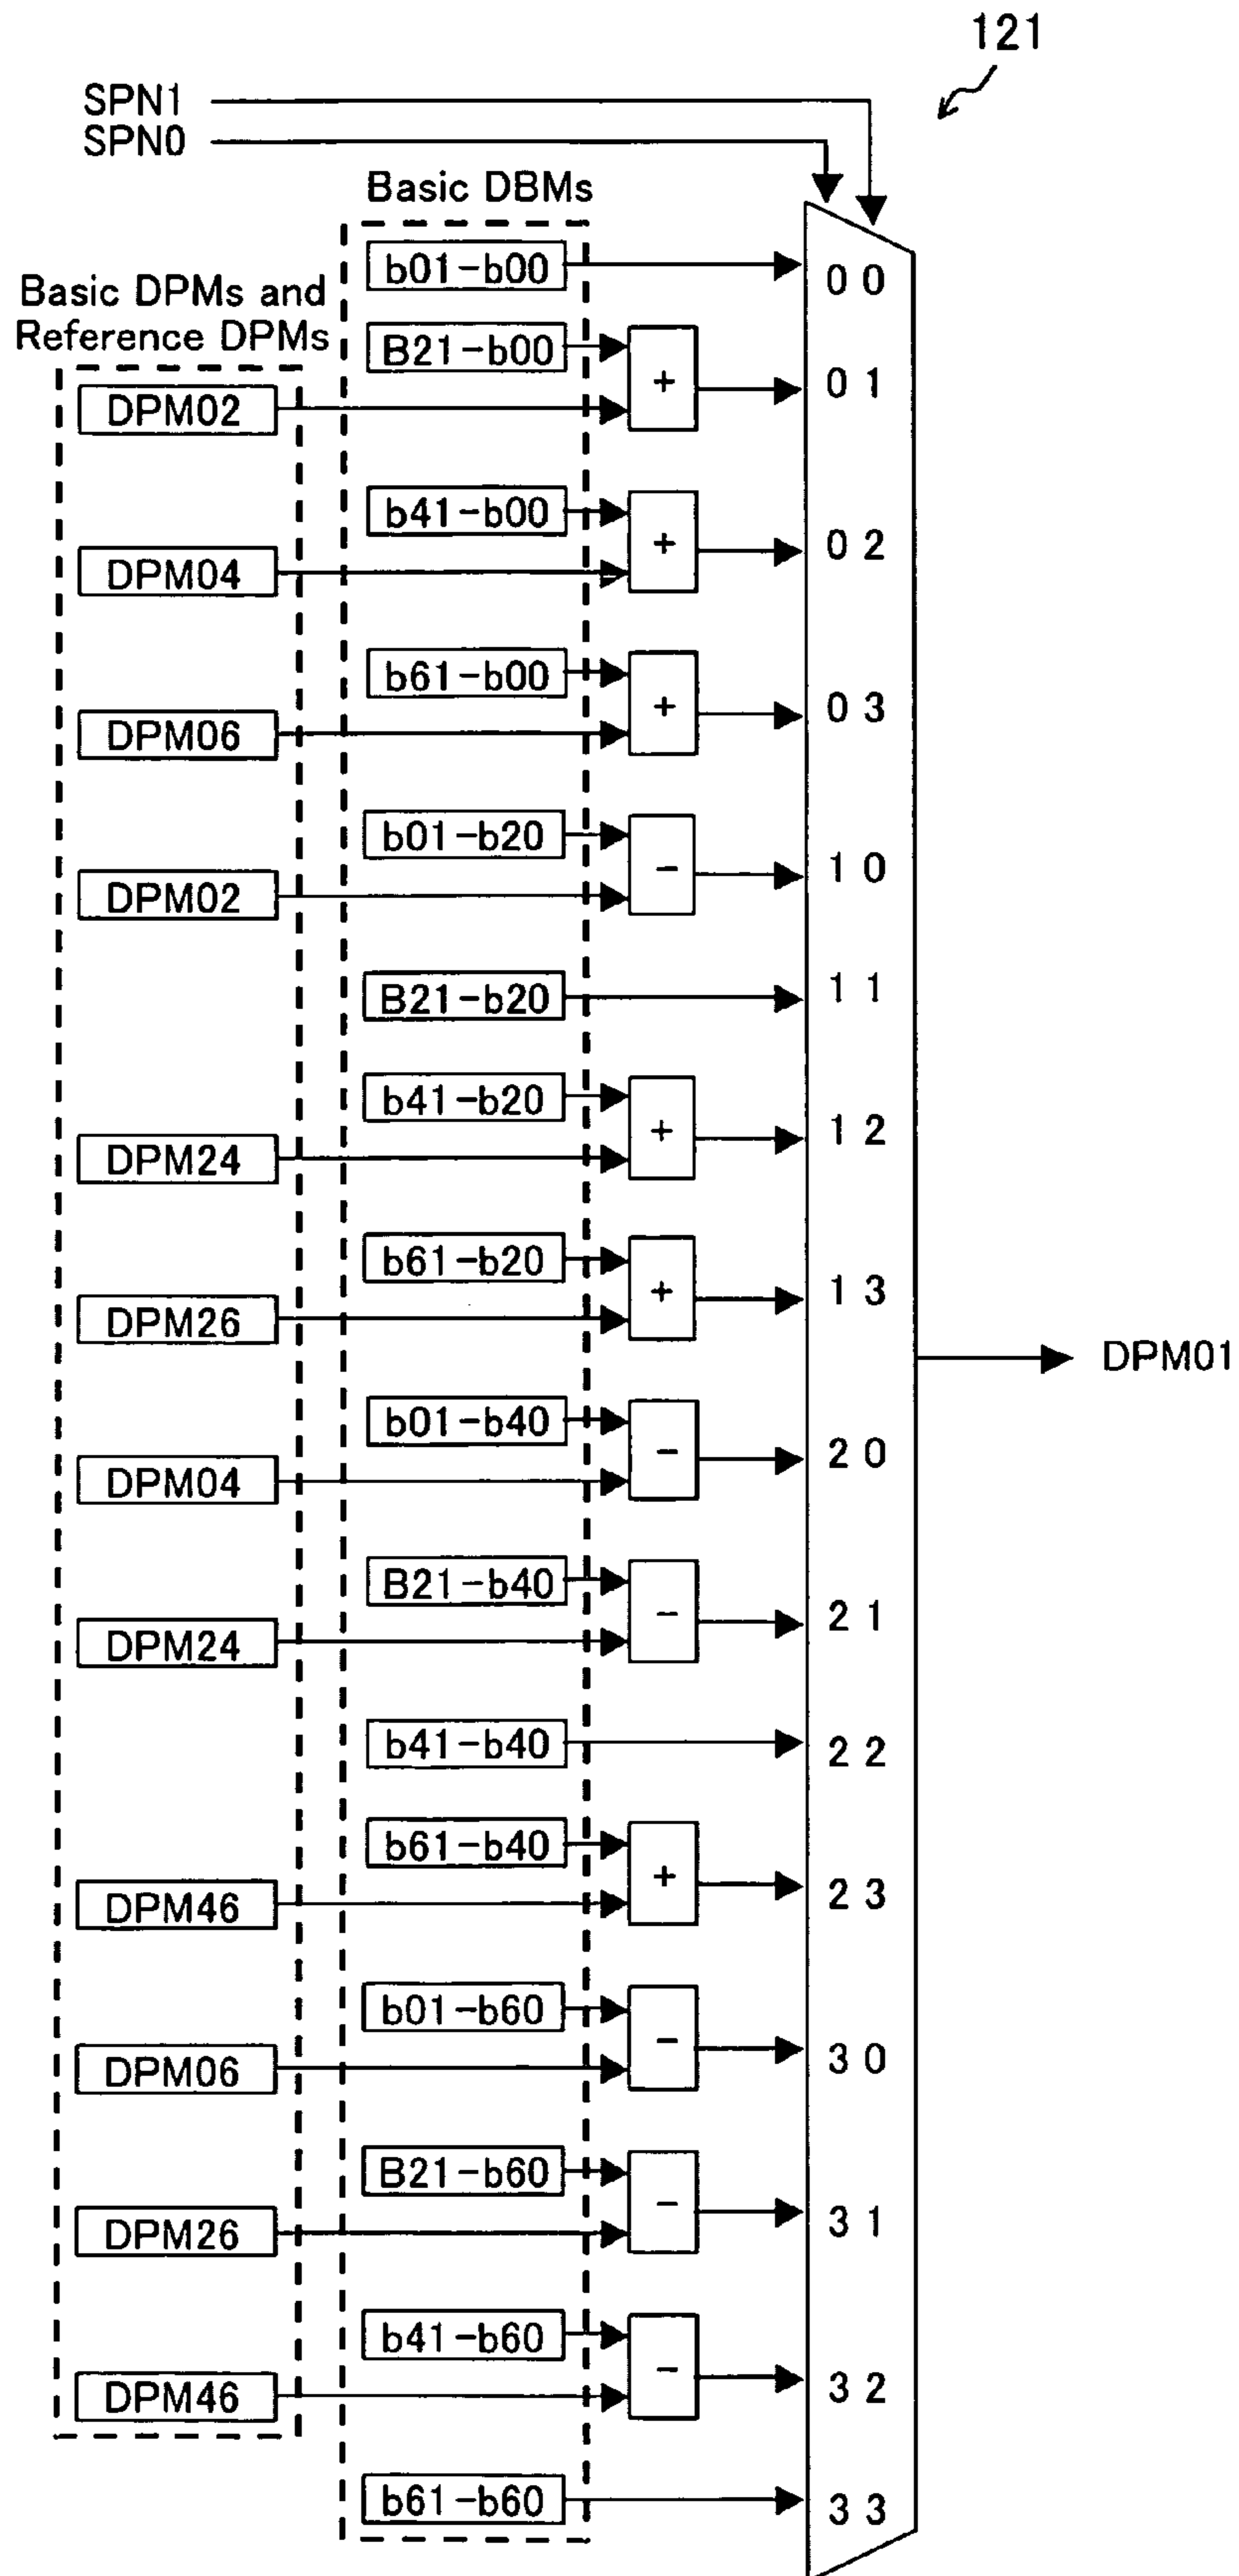 121
SPN1
SPN0
Basic DBMs
b01-b00
0 0
Basic DPMs and
Reference DPMs
B21-b00
+
0 1
DPM02
b41-b00
+
0 2
DPM04
b61-b00
+
0 3
DPM06
b01-b20
-
1 0
DPM02
B21-b20
1 1
b41-b20
+
1 2
DPM24
b61-b20
+
1 3
DPM26
DPM01
b01-b40
-
2 0
DPM04
B21-b40
-
2 1
DPM24
b41-b40
2 2
b61-b40
+
2 3
DPM46
b01-b60
-
3 0
DPM06
B21-b60
-
3 1
DPM26
b41-b60
-
3 2
DPM46
b61-b60
3 3